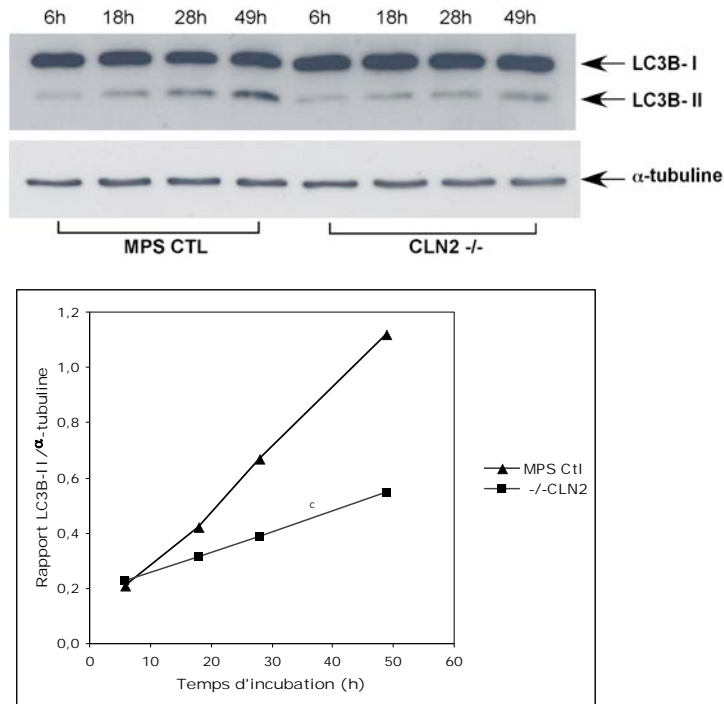 6h 18h 28h 49h 6h 18h 28h 49h
LC3B- I
LC3B- II
α-tubuline
MPS CTL CLN2 -/-
1,2
1,0
0,8
0,6
0,4
0,2
0,0
Rapport LC3B-II /α-tubuline
c
0 10 20 30 40 50 60
Temps d'incubation (h)
MPS Ctl
-/-CLN2